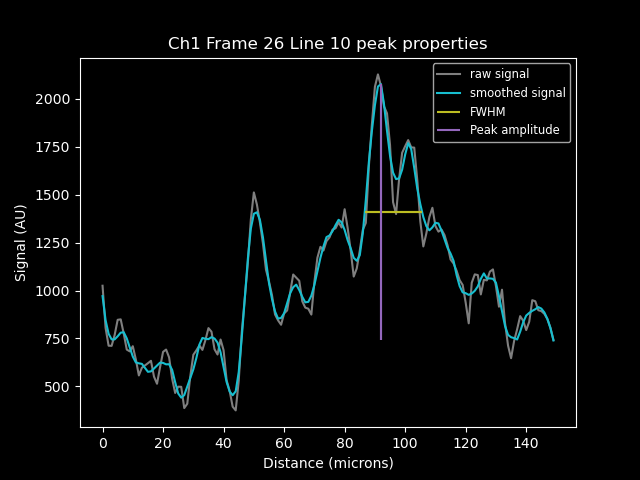 Ch1 Frame 26 Line 10 peak properties
raw signal
smoothed signal
FWHM
Peak amplitude
Signal (AU)
2000
1750
1500
1250
1000
750
500
0 20 40 60 80 100 120 140
Distance (microns)